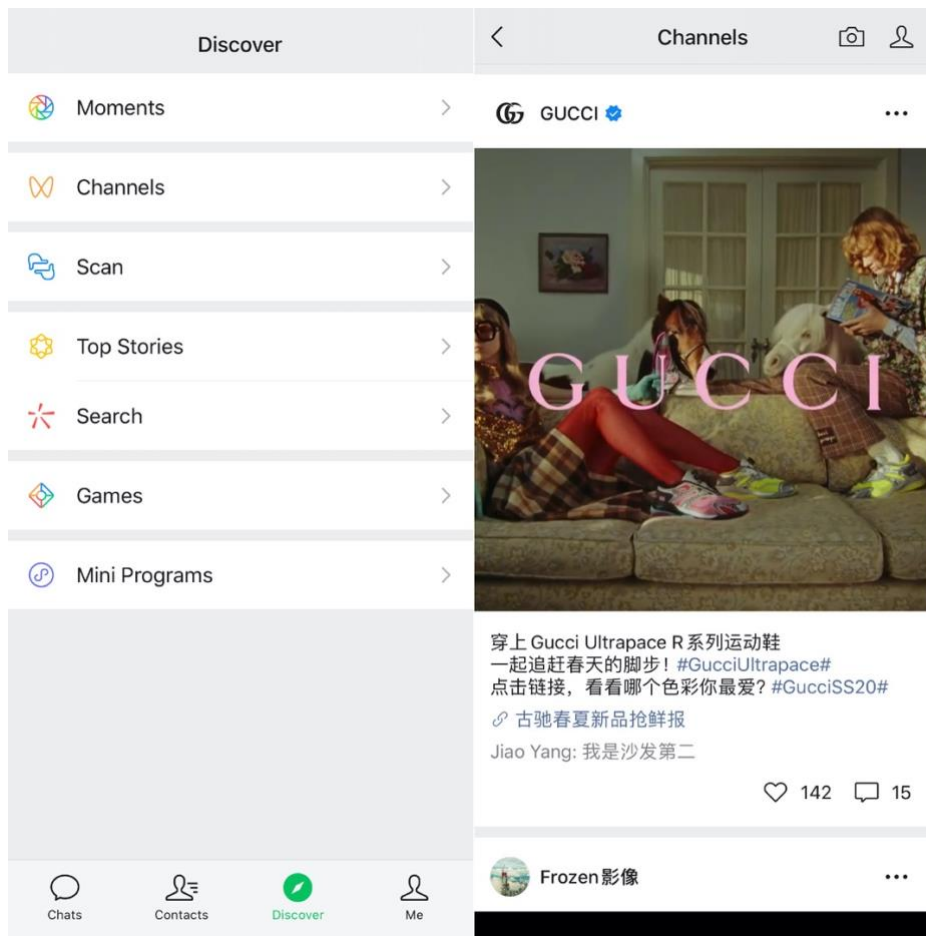 Discover
Moments
Channels
Scan
Top Stories
Search
Games
Mini Programs
Chats
Contacts
Discover
Me
Channels
GUCCI
GUCCI
穿上 Gucci Ultrapace R 系列运动鞋
一起追赶春天的脚步！#GucciUltrapace#
点击链接，看看哪个色彩你最爱? #GucciSS20#
古驰春夏新品抢鲜报
Jiao Yang: 我是沙发第二
142
15
Frozen影像